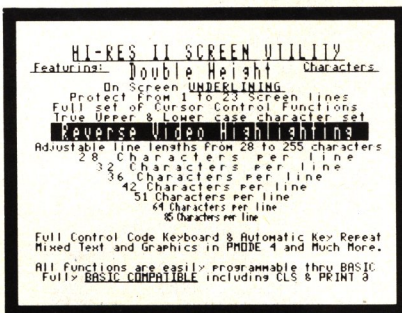 HI-RES II SCREEN UTILITY
Featuring: Double Height Characters
On Screen UNDERLINING
Protect from 1 to 23 Screen lines
Full set of Cursor Control Functions
True Upper & Lower case character set
Reverse Video Highlighting
Adjustable line lengths from 28 to 255 characters
28 Characters per line
32 Characters per line
36 Characters per line
42 Characters per line
51 Characters per line
64 Characters per line
85 Characters per line
Full Control Code Keyboard & Automatic Key Repeat
Mixed Text and Graphics in PMODE 4 and Much More.
All functions are easily programmable thru BASIC
Fully BASIC COMPATIBLE including CLS & PRINT @